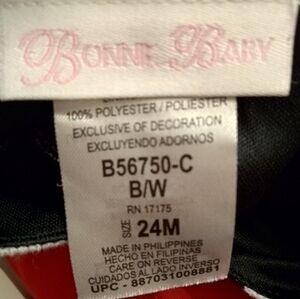 BONNIE BABY
100% POLYESTER / POLIESTER
EXCLUSIVE OF DECORATION
EXCLUYENDO ADORNOS
B56750-C
B/W
RN 17175
SIZE 24M
MADE IN PHILIPPINES
HECHO EN FILIPINAS
CARE ON REVERSE
CUIDADOS AL LADO INVERSO
UPC - 887031008881